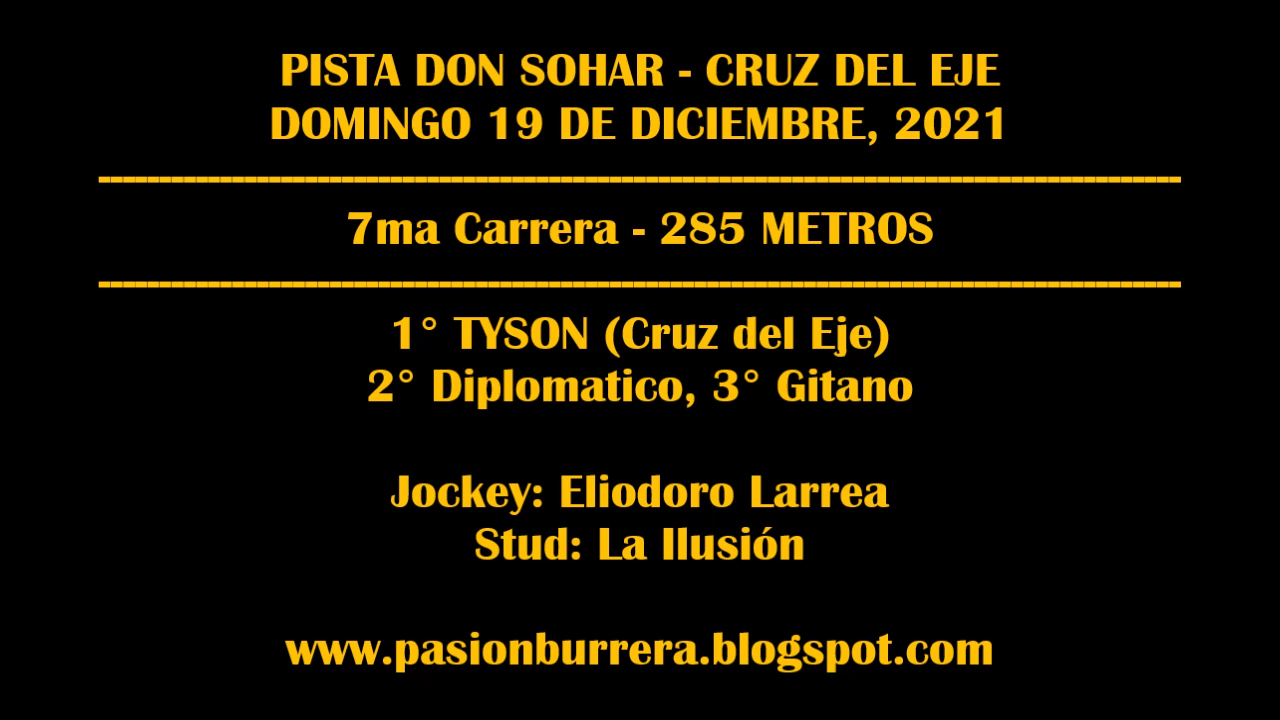 PISTA DON SOHAR - CRUZ DEL EJE
DOMINGO 19 DE DICIEMBRE, 2021
7ma Carrera - 285 METROS
1° TYSON (Cruz del Eje)
2° Diplomatico, 3° Gitano
Jockey: Eliodoro Larrea
Stud: La Ilusión
www.pasionburrera.blogspot.com